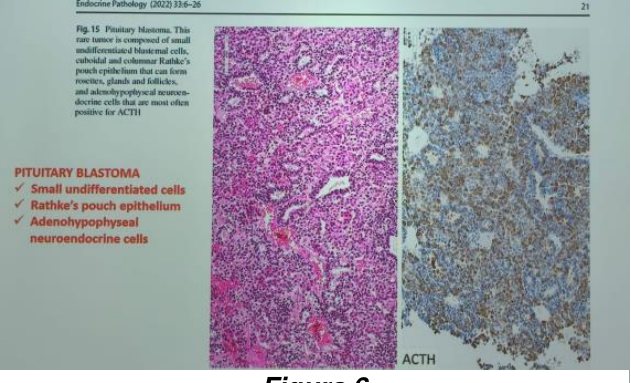 Endocrine Pathology (2022) 33:6–26
21
Fig. 15 Pituitary blastoma. This
rare tumor is composed of small
undifferentiated blastemal cells,
cuboidal and columnar Rathke's
pouch epithelium that can form
rosettes, glands and follicles,
and adenohypophyseal neuroen-
docrine cells that are most often
positive for ACTH
PITUITARY BLASTOMA
✓ Small undifferentiated cells
✓ Rathke's pouch epithelium
✓ Adenohypophyseal
neuroendocrine cells
ACTH